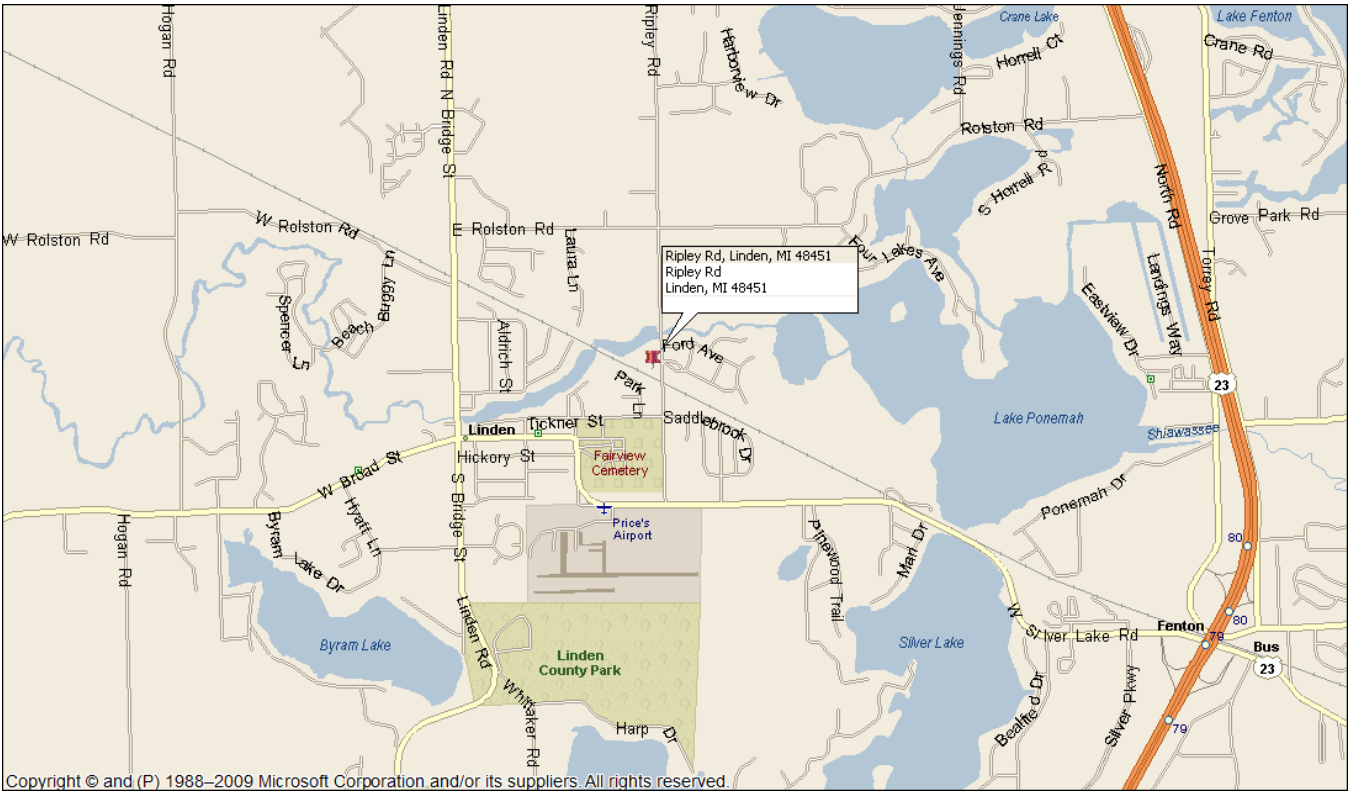 Hogan Rd
Linden Rd N Bridge St
Ripley Rd
Harborview Dr
Jennings Rd
Crane Lake
Horrell Ct
Lake Fenton
Crane Rd
Rolston Rd
North Rd
S Horrell R
Grove Park Rd
W Rolston Rd
W Rolston Rd
E Rolston Rd
Laura Ln
Four Lakes Ave
Torrey Rd
Landings Way
Eastview Dr
Ripley Rd, Linden, MI 48451
Ripley Rd
Linden, MI 48451
Buggy Ln
Beach
Spencer Ln
Aldrich St
Ford Ave
Park Ln
23
Lake Ponemah
Shiawassee
Linden
Tickner St
Saddlebrook Dr
Hickory St
Fairview
Cemetery
W Broad St
S Bridge St
Hyatt Ln
Ponemah Dr
Hogan Rd
Byram Lake Dr
Price's
Airport
Pinewood Trail
Marl Dr
80
80
Linden Rd
W Silver Lake Rd
Fenton
79
Bus
23
Byram Lake
Linden
County Park
Silver Lake
Whittaker Rd
Harp Dr
Silver Pkwy
79
Copyright © and (P) 1988–2009 Microsoft Corporation and/or its suppliers. All rights reserved.